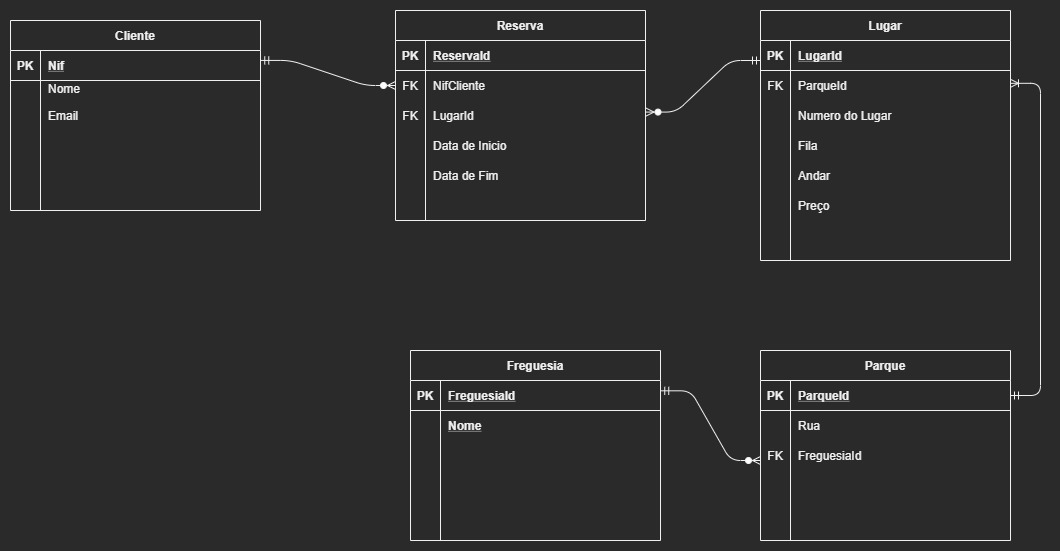 Cliente
PK Nif
Nome
Email
Reserva
PK ReservaId
FK NifCliente
FK LugarId
Data de Inicio
Data de Fim
Lugar
PK LugarId
FK ParqueId
Numero do Lugar
Fila
Andar
Preço
Freguesia
PK FreguesiaId
Nome
Parque
PK ParqueId
Rua
FK FreguesiaId